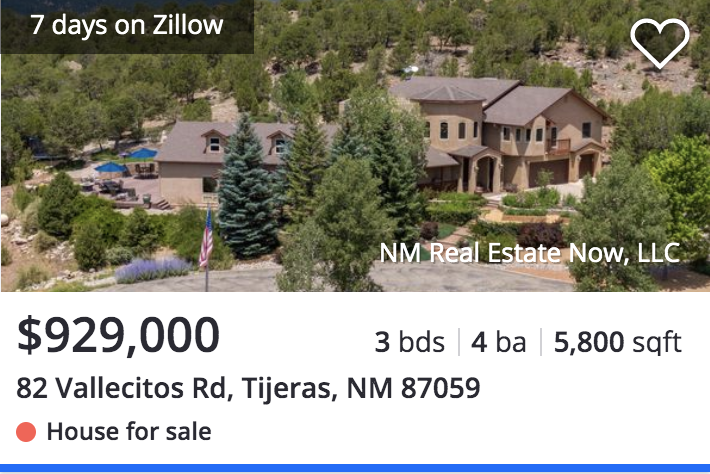 7 days on Zillow
NM Real Estate Now, LLC
$929,000
3 bds | 4 ba | 5,800 sqft
82 Vallecitos Rd, Tijeras, NM 87059
House for sale